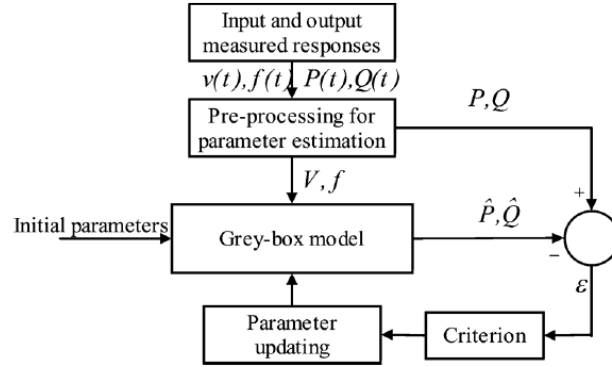 Input and output
measured responses
v(t),f(t) P(t),Q(t)
Pre-processing for
parameter estimation
P,Q
V,f
+
Initial parameters
Grey-box model
P̂,Q̂
−
ε
Parameter
updating
Criterion